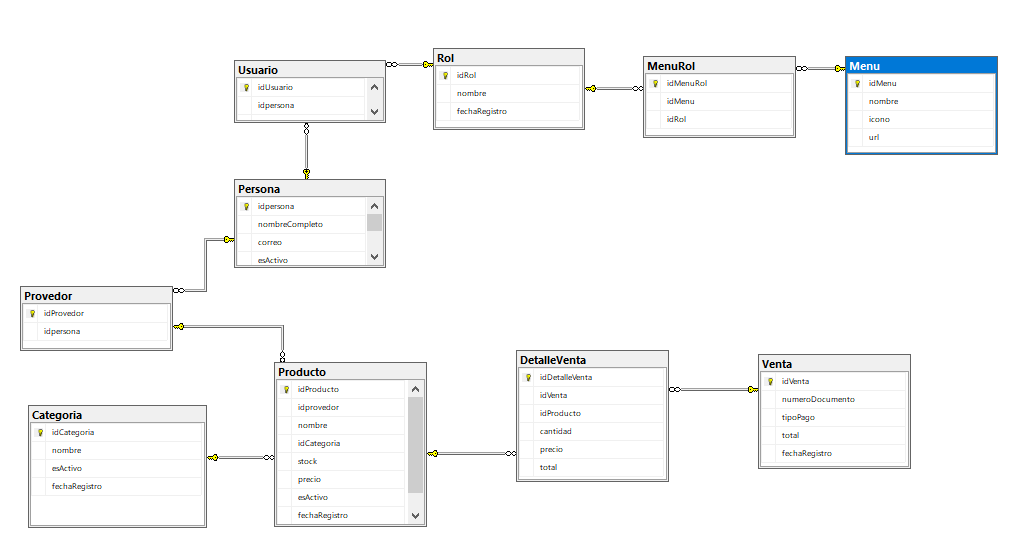 Usuario
idUsuario
idpersona
Rol
idRol
nombre
fechaRegistro
MenuRol
idMenuRol
idMenu
idRol
Menu
idMenu
nombre
icono
url
Persona
idpersona
nombreCompleto
correo
esActivo
Provedor
idProvedor
idpersona
Producto
idProducto
idprovedor
nombre
idCategoria
stock
precio
esActivo
fechaRegistro
Categoria
idCategoria
nombre
esActivo
fechaRegistro
DetalleVenta
idDetalleVenta
idVenta
idProducto
cantidad
precio
total
Venta
idVenta
numeroDocumento
tipoPago
total
fechaRegistro